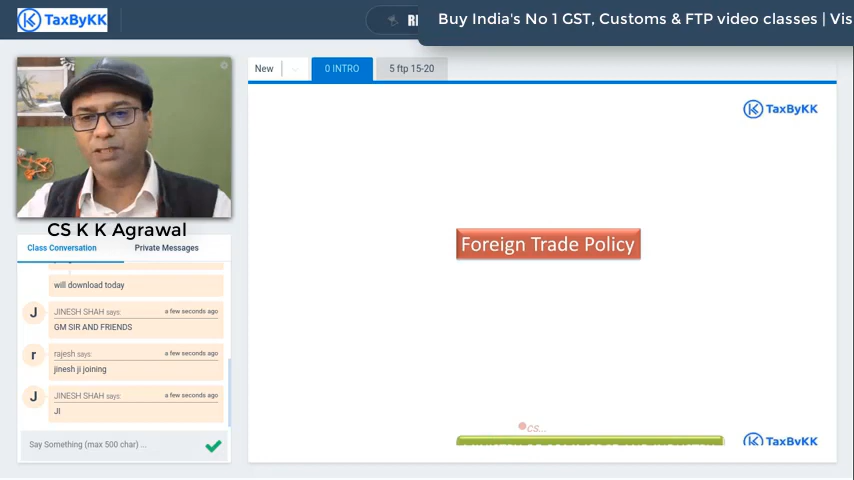 TaxByKK
Buy India's No 1 GST, Customs & FTP video classes | Vis
New
0 INTRO
5 ftp 15-20
TaxByKK
Foreign Trade Policy
CS K K Agrawal
Class Conversation
Private Messages
will download today
J
JINESH SHAH says:
a few seconds ago
GM SIR AND FRIENDS
r
rajesh says:
a few seconds ago
jinesh ji joining
J
JINESH SHAH says:
a few seconds ago
JI
Say Something (max 500 char) ...
cs...
TaxByKK